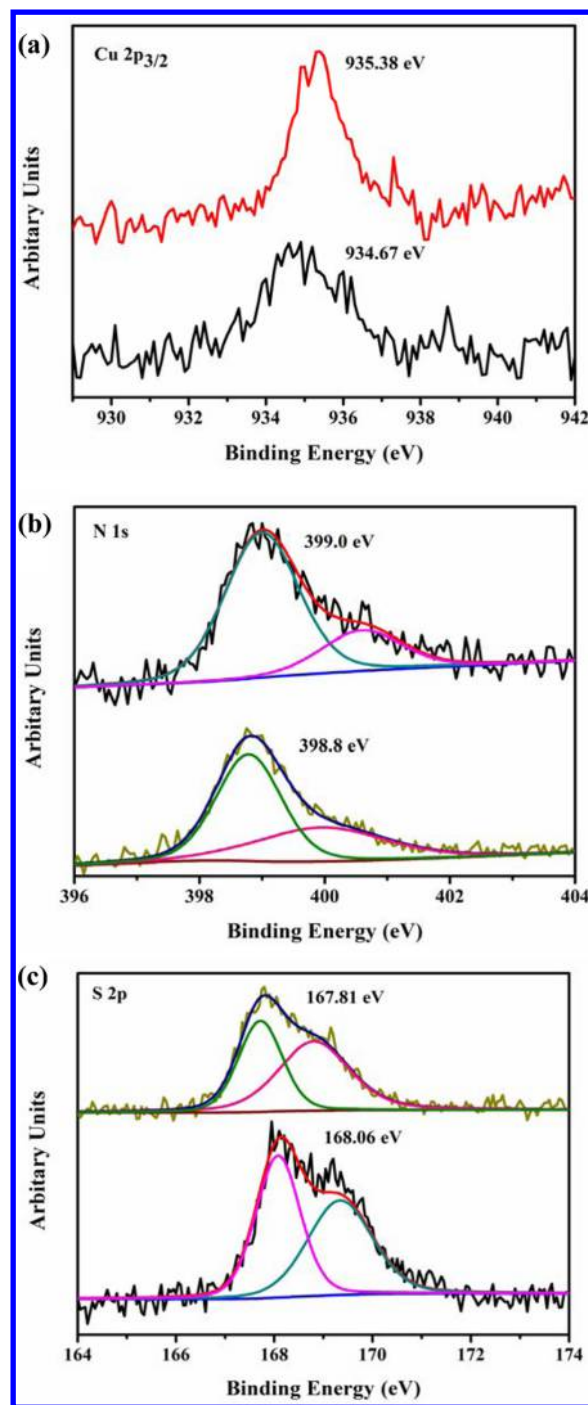 (a)
Cu 2p3/2
935.38 eV
934.67 eV
Arbitary Units
930 932 934 936 938 940 942
Binding Energy (eV)
(b)
N 1s
399.0 eV
398.8 eV
Arbitary Units
396 398 400 402 404
Binding Energy (eV)
(c)
S 2p
167.81 eV
168.06 eV
Arbitary Units
164 166 168 170 172 174
Binding Energy (eV)